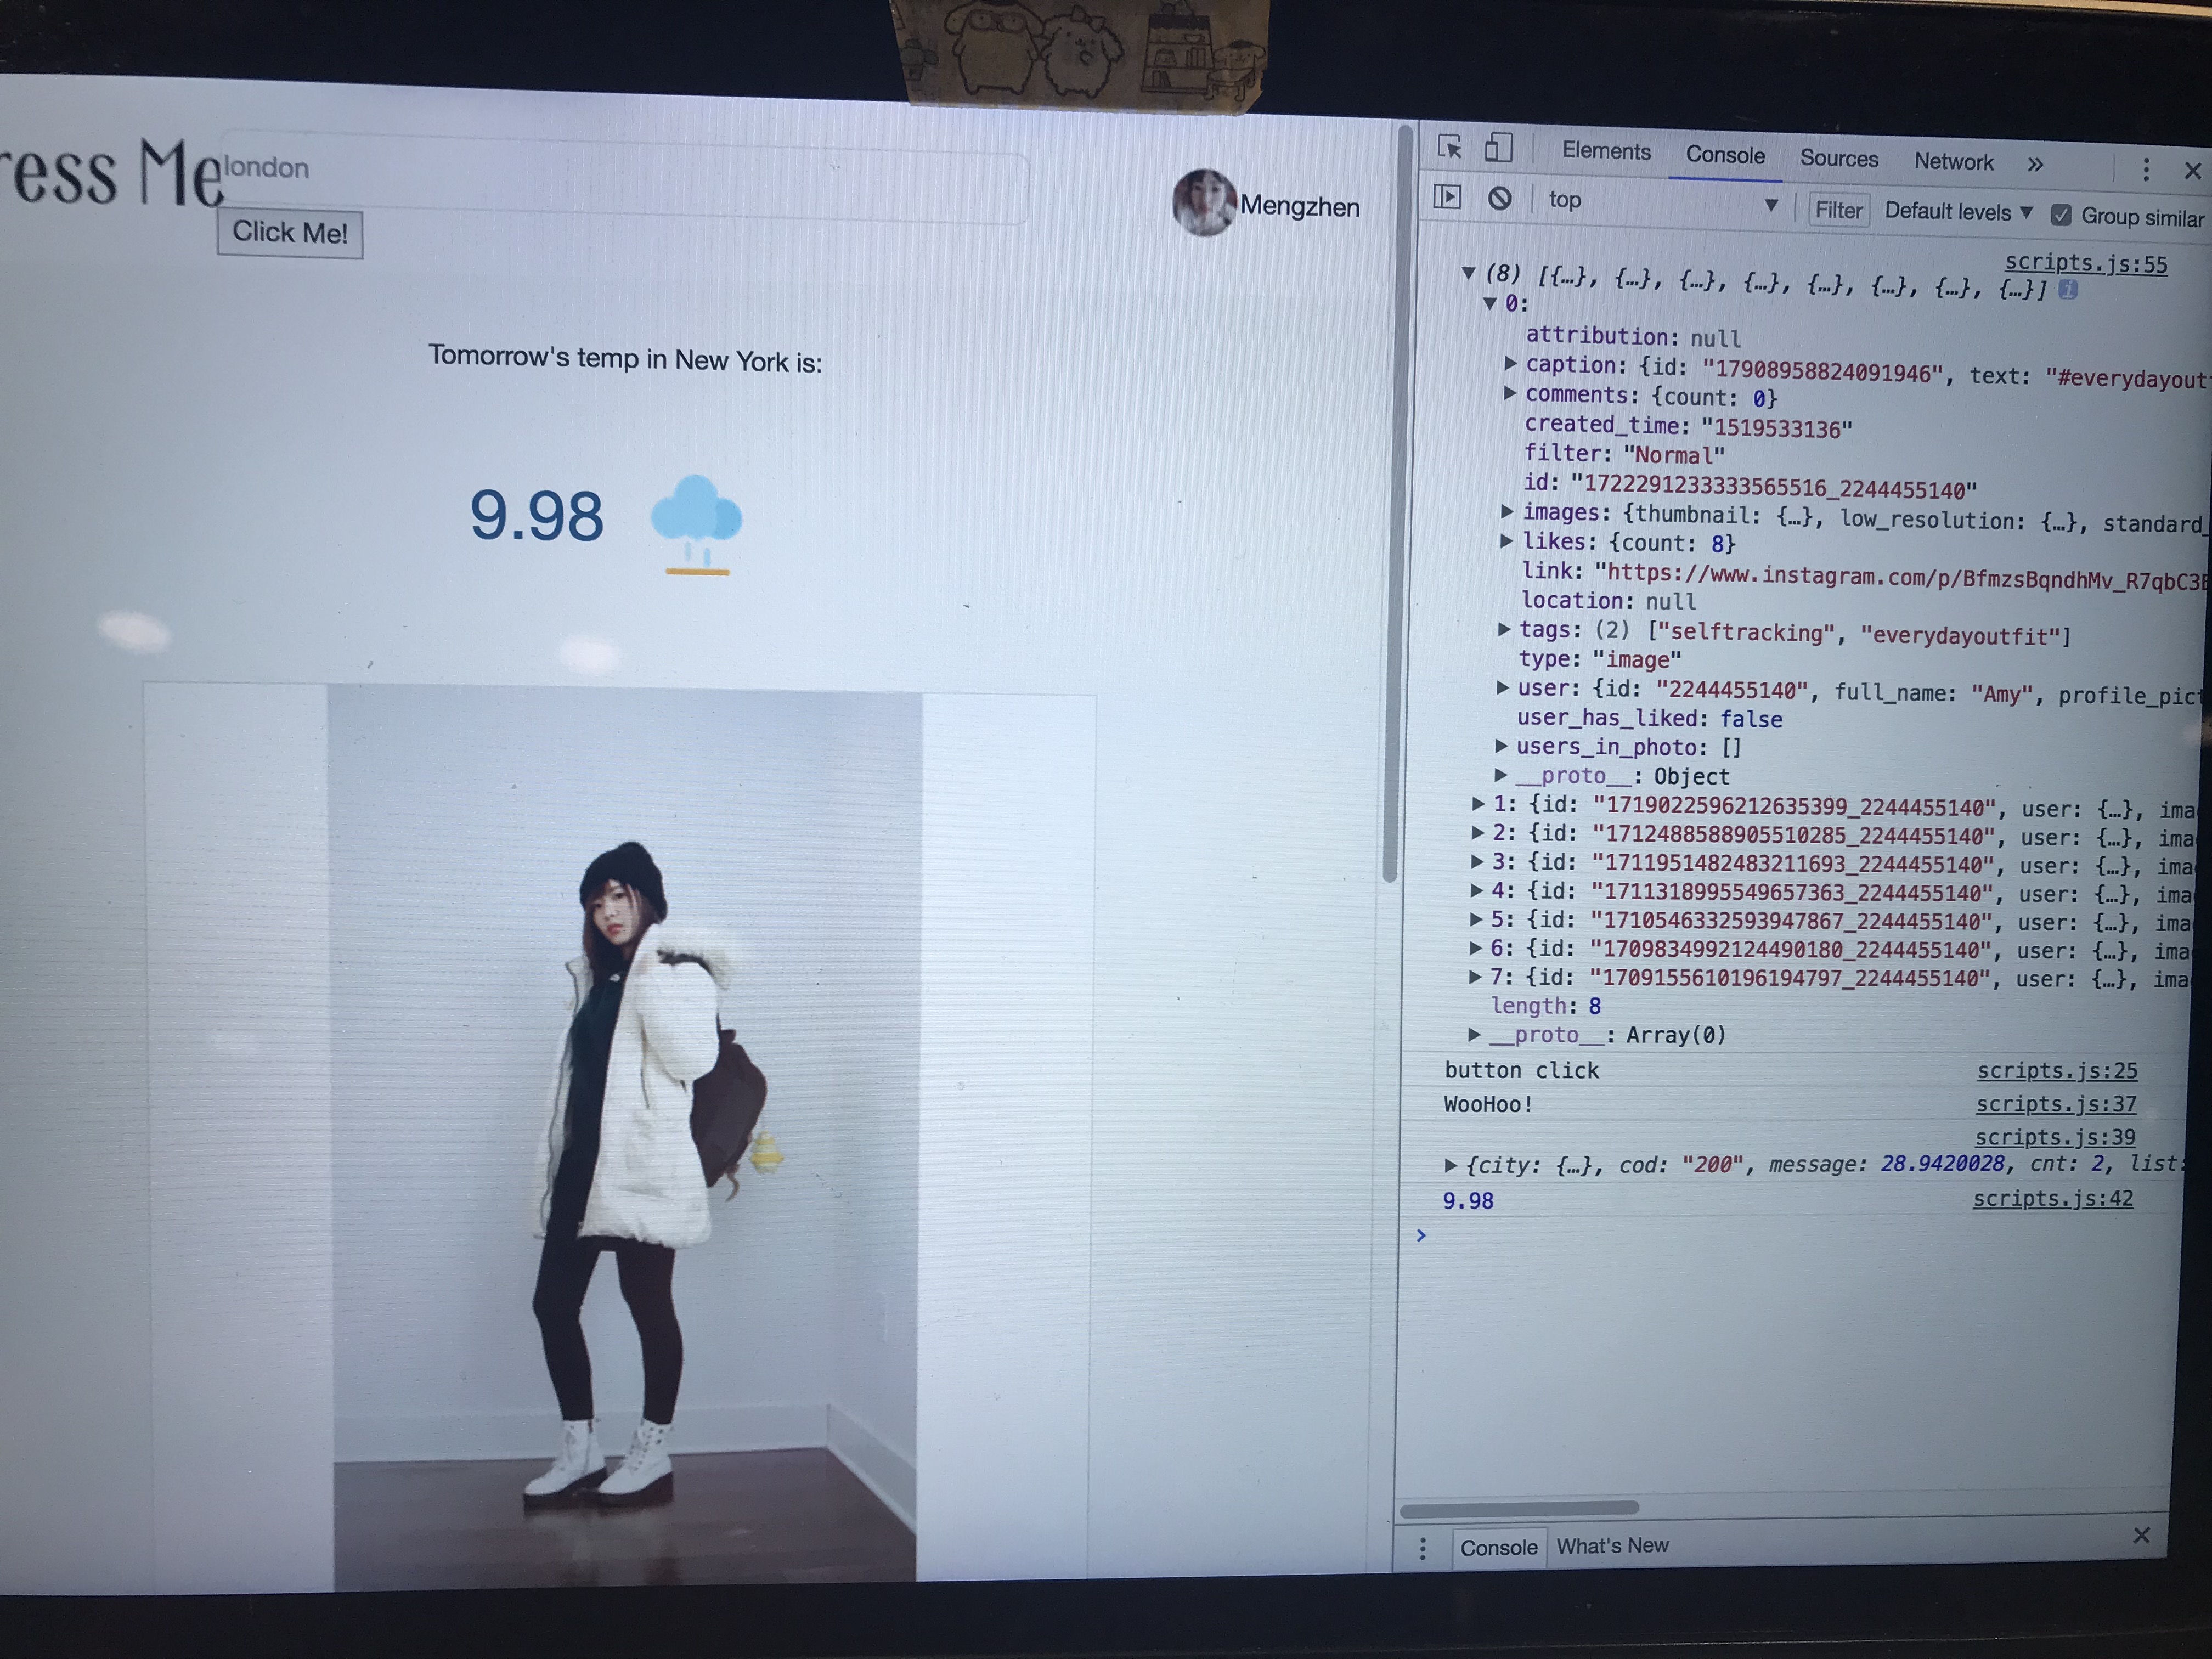 ress Me
london
Click Me!
Mengzhen
Tomorrow's temp in New York is:
9.98
Elements Console Sources Network »
top Filter Default levels Group similar
scripts.js:55
(8) [{…}, {…}, {…}, {…}, {…}, {…}, {…}, {…}] i
0:
attribution: null
caption: {id: "17908958824091946", text: "#everydayout
comments: {count: 0}
created_time: "1519533136"
filter: "Normal"
id: "1722291233333565516_2244455140"
images: {thumbnail: {…}, low_resolution: {…}, standard_
likes: {count: 8}
link: "https://www.instagram.com/p/BfmzsBqndhMv_R7qbC3
location: null
tags: (2) ["selftracking", "everydayoutfit"]
type: "image"
user: {id: "2244455140", full_name: "Amy", profile_pict
user_has_liked: false
users_in_photo: []
__proto__: Object
1: {id: "1719022596212635399_2244455140", user: {…}, ima
2: {id: "1712488588905510285_2244455140", user: {…}, ima
3: {id: "1711951482483211693_2244455140", user: {…}, ima
4: {id: "1711318995549657363_2244455140", user: {…}, ima
5: {id: "1710546332593947867_2244455140", user: {…}, ima
6: {id: "1709834992124490180_2244455140", user: {…}, ima
7: {id: "1709155610196194797_2244455140", user: {…}, ima
length: 8
__proto__: Array(0)
button click scripts.js:25
WooHoo! scripts.js:37
scripts.js:39
{city: {…}, cod: "200", message: 28.9420028, cnt: 2, list:
9.98 scripts.js:42
>
Console What's New